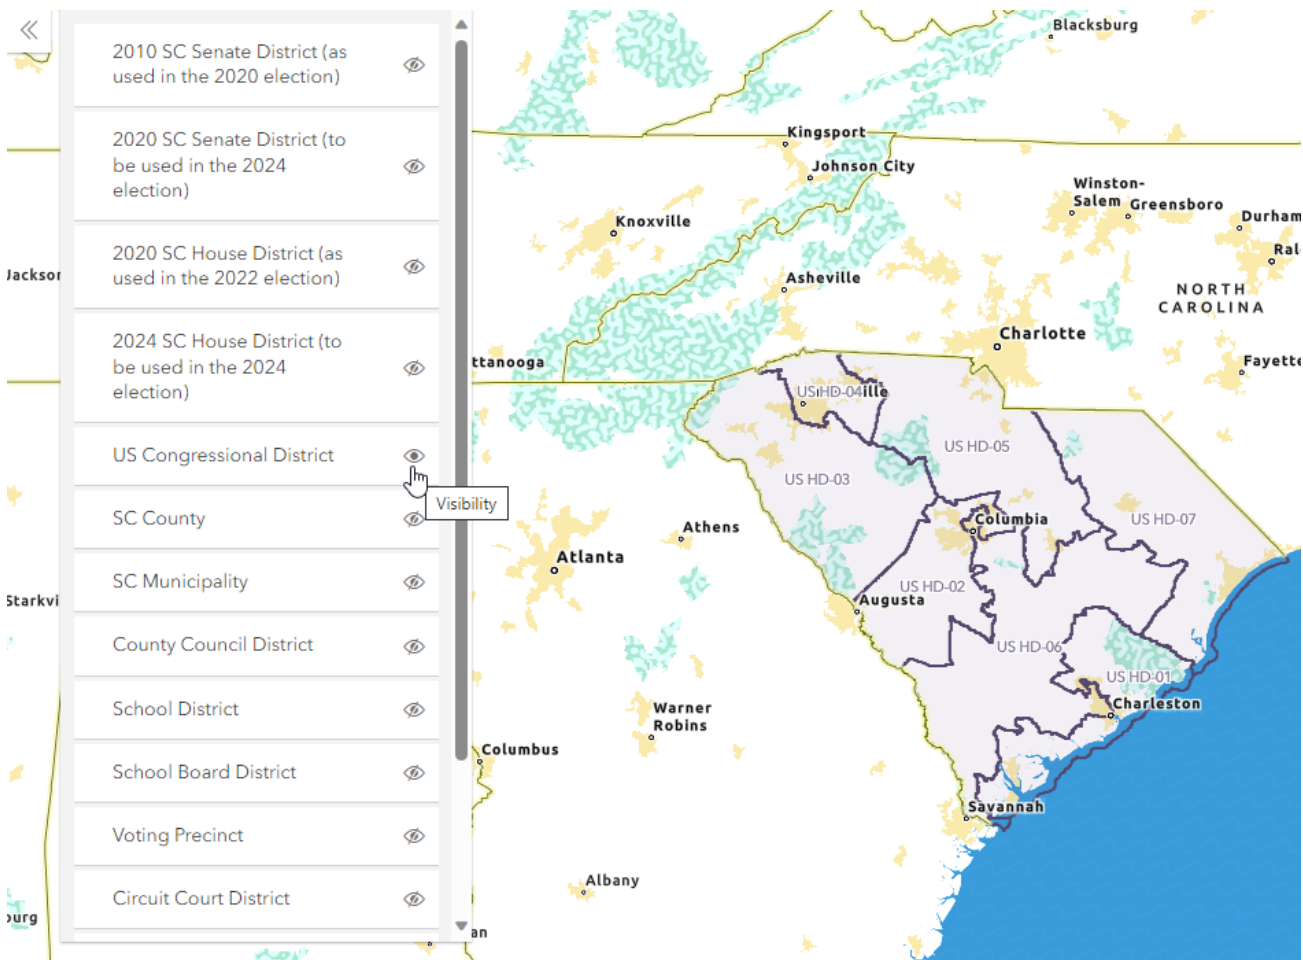 2010 SC Senate District (as
used in the 2020 election)
2020 SC Senate District (to
be used in the 2024
election)
2020 SC House District (as
used in the 2022 election)
2024 SC House District (to
be used in the 2024
election)
US Congressional District
Visibility
SC County
SC Municipality
County Council District
School District
School Board District
Voting Precinct
Circuit Court District
Jackson
Starkvi
burg
an
Blacksburg
Kingsport
Johnson City
Winston-
Salem
Greensboro
Durham
Ral
Knoxville
Asheville
NORTH
CAROLINA
Charlotte
Fayette
ttanooga
US HD-04
ille
US HD-05
US HD-03
Columbia
US HD-07
Athens
Atlanta
US HD-02
Augusta
US HD-06
US HD-01
Charleston
Warner
Robins
Columbus
Savannah
Albany